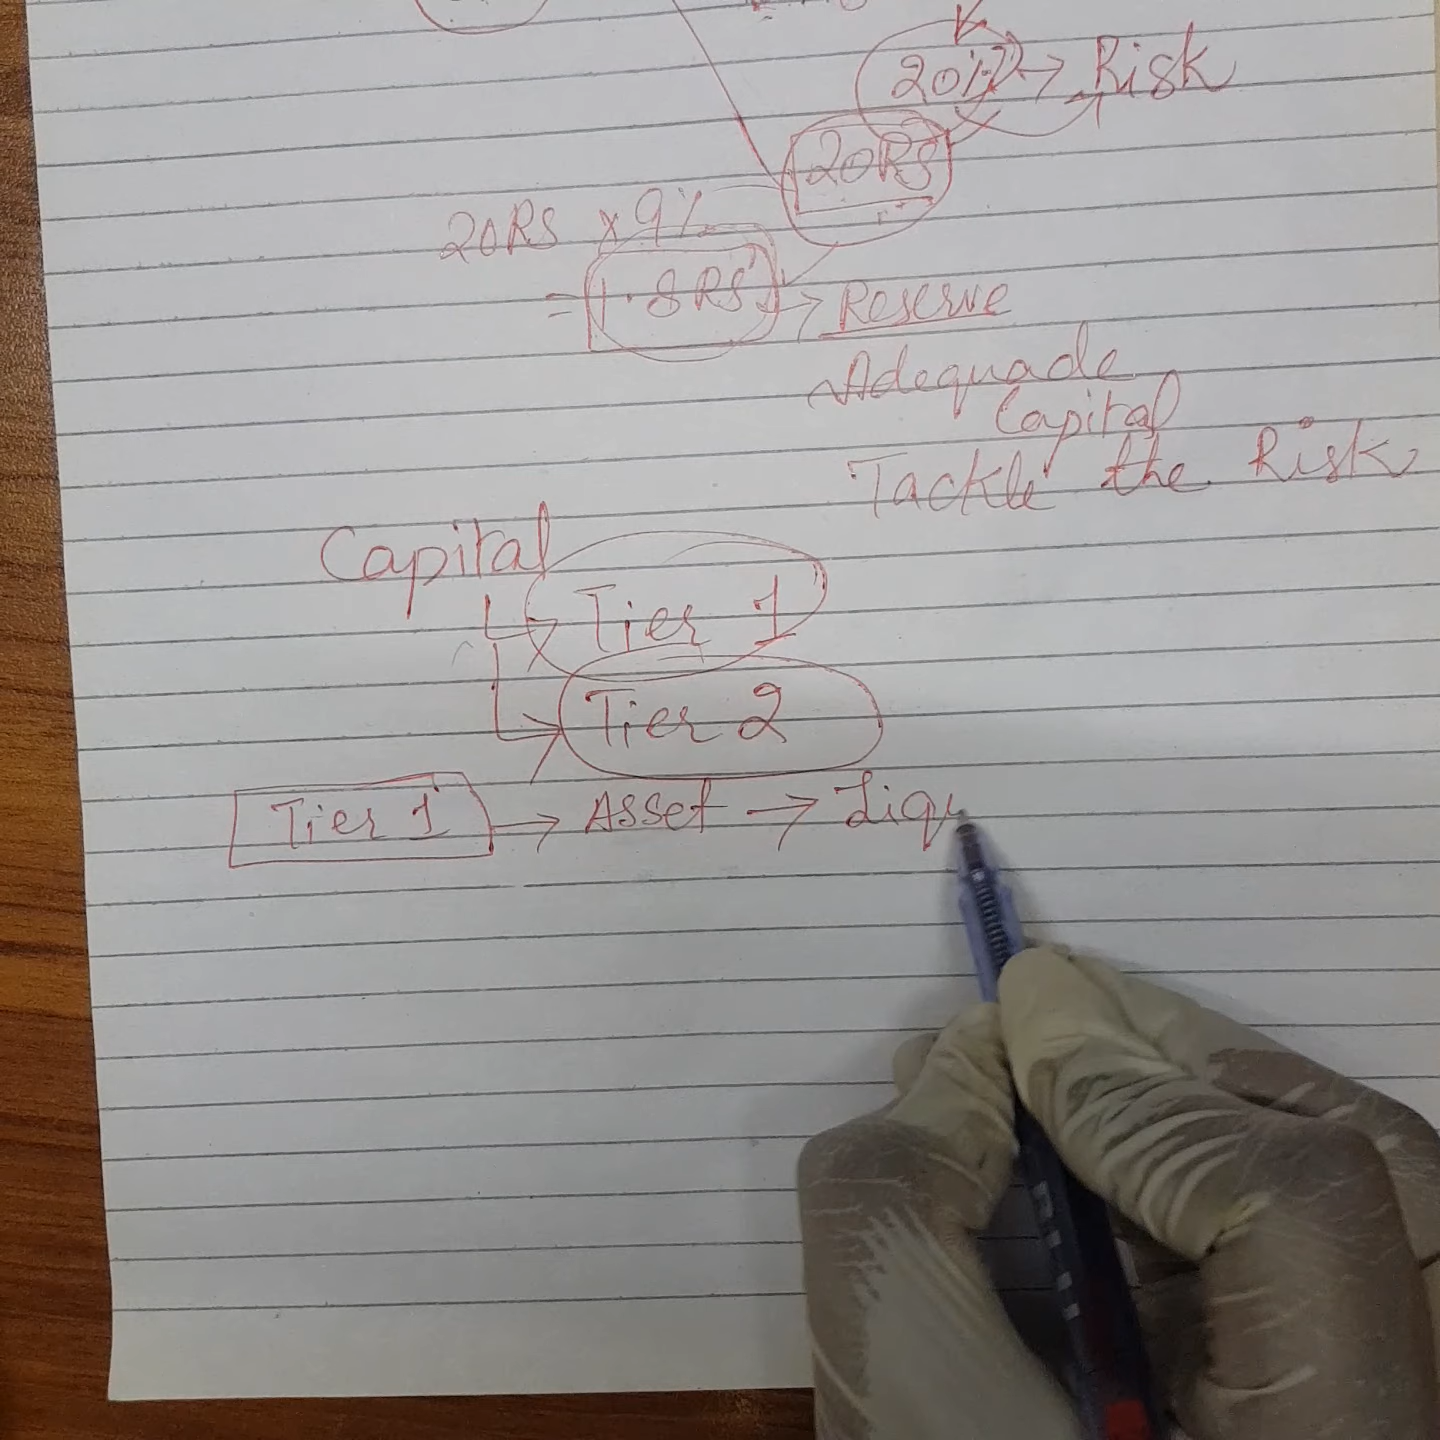 20% → Risk
20RS
20RS × 9%
= 1.8RS → Reserve
Adequade
Capital
Tackle the Risk
Capital
Tier 1
Tier 2
Tier 1 → Asset → Liqu